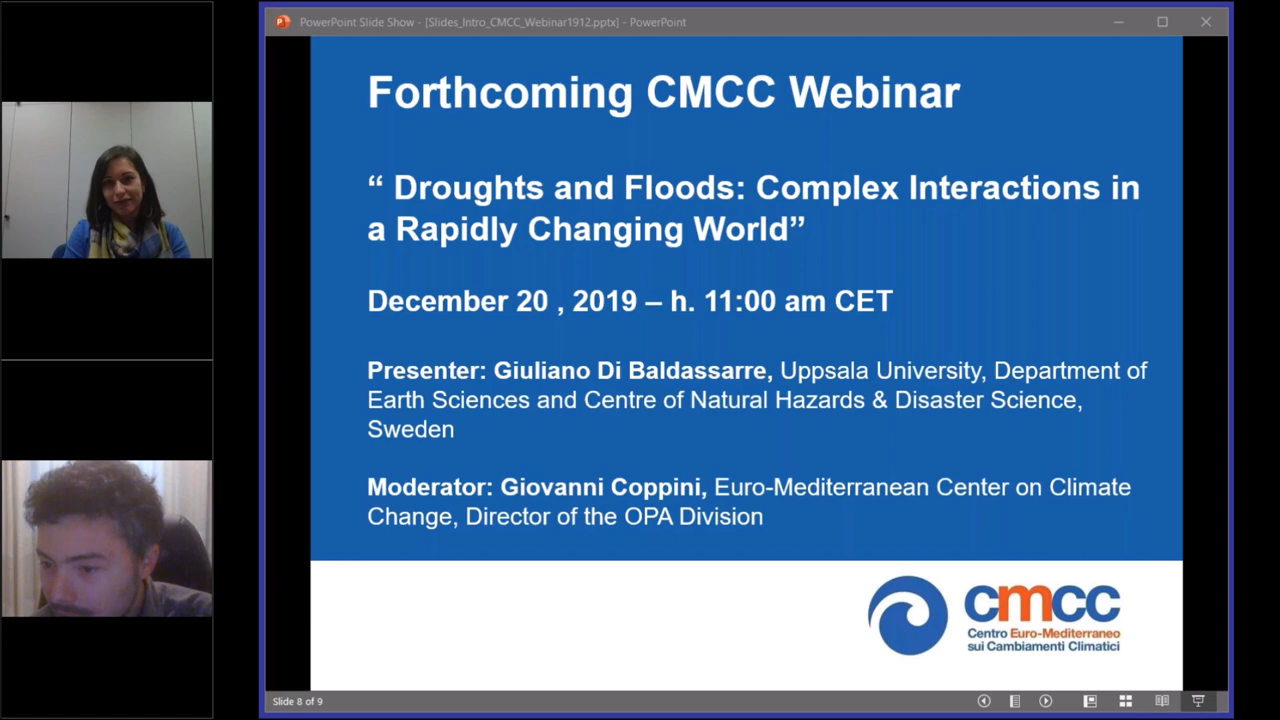 PowerPoint Slide Show - [Slides_Intro_CMCC_Webinar1912.pptx] - PowerPoint
Forthcoming CMCC Webinar
“ Droughts and Floods: Complex Interactions in
a Rapidly Changing World”
December 20 , 2019 – h. 11:00 am CET
Presenter: Giuliano Di Baldassarre, Uppsala University, Department of
Earth Sciences and Centre of Natural Hazards & Disaster Science,
Sweden
Moderator: Giovanni Coppini, Euro-Mediterranean Center on Climate
Change, Director of the OPA Division
cmcc
Centro Euro-Mediterraneo
sui Cambiamenti Climatici
Slide 8 of 9